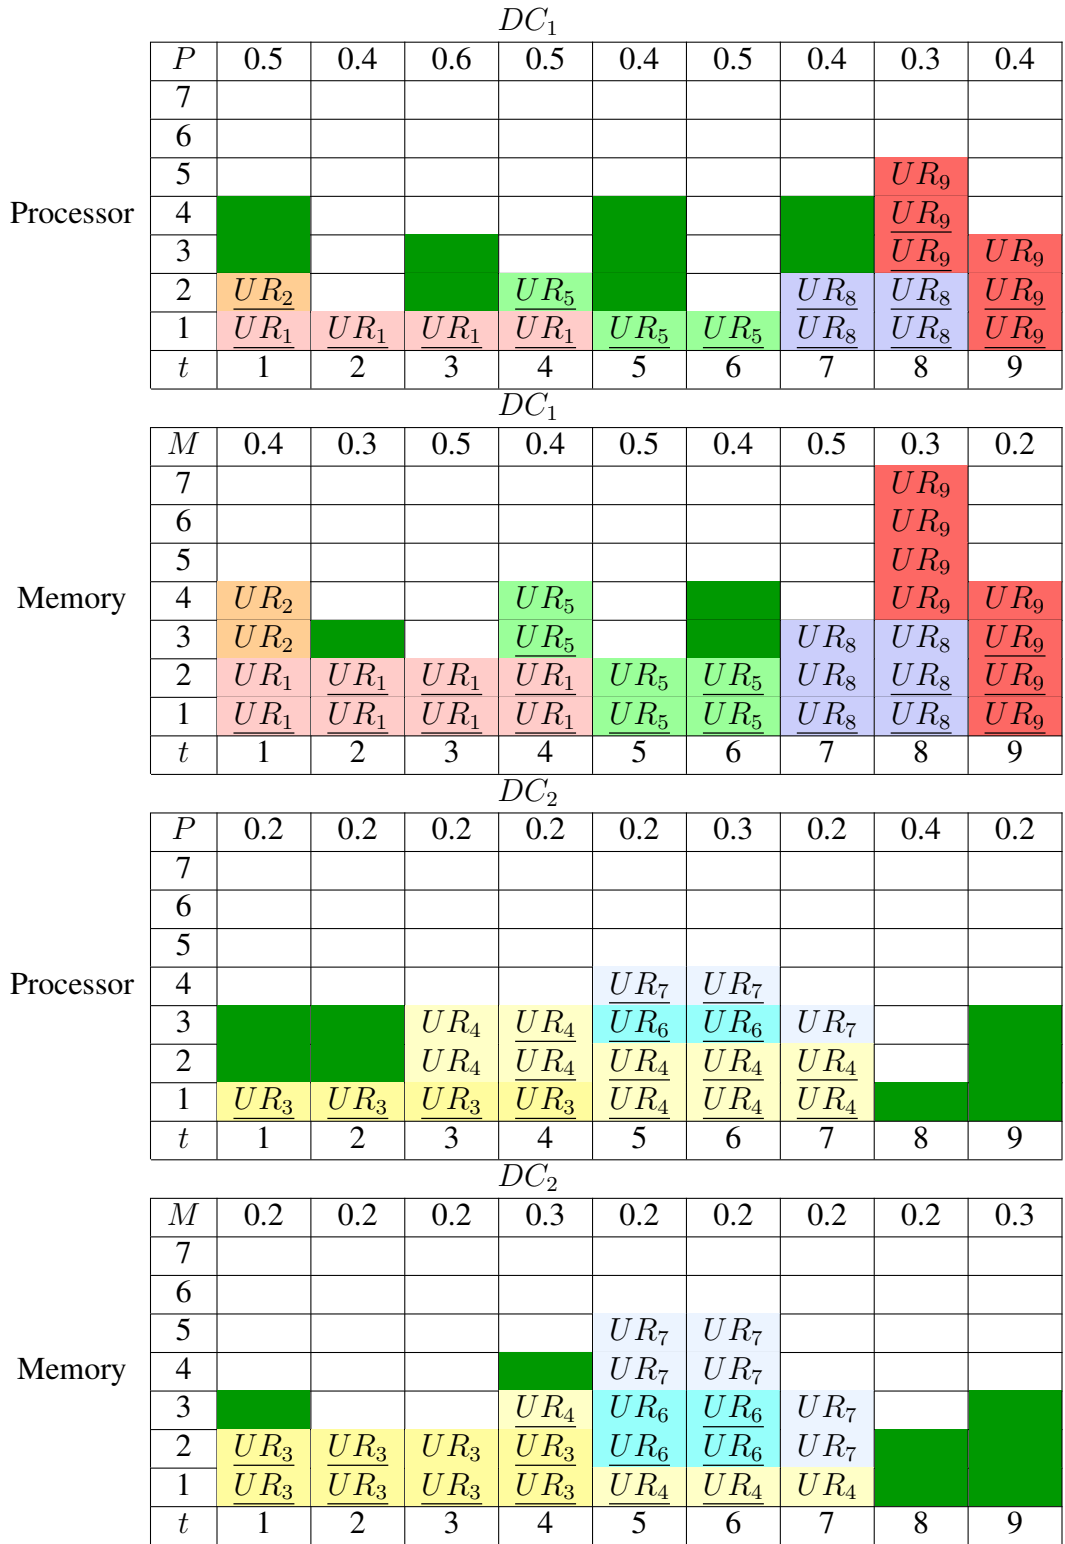 DC₁
P 0.5 0.4 0.6 0.5 0.4 0.5 0.4 0.3 0.4
7
6
5 UR₉
Processor 4 UR₉
3 UR₉ UR₉
2 UR₂ UR₅ UR₈ UR₈ UR₉
1 UR₁ UR₁ UR₁ UR₁ UR₅ UR₅ UR₈ UR₈ UR₉
t 1 2 3 4 5 6 7 8 9
DC₁
M 0.4 0.3 0.5 0.4 0.5 0.4 0.5 0.3 0.2
7 UR₉
6 UR₉
5 UR₉
Memory 4 UR₂ UR₅ UR₉ UR₉
3 UR₂ UR₅ UR₈ UR₈ UR₉
2 UR₁ UR₁ UR₁ UR₁ UR₅ UR₅ UR₈ UR₈ UR₉
1 UR₁ UR₁ UR₁ UR₁ UR₅ UR₅ UR₈ UR₈ UR₉
t 1 2 3 4 5 6 7 8 9
DC₂
P 0.2 0.2 0.2 0.2 0.2 0.3 0.2 0.4 0.2
7
6
5
Processor 4 UR₇ UR₇
3 UR₄ UR₄ UR₆ UR₆ UR₇
2 UR₄ UR₄ UR₄ UR₄ UR₄
1 UR₃ UR₃ UR₃ UR₃ UR₄ UR₄ UR₄
t 1 2 3 4 5 6 7 8 9
DC₂
M 0.2 0.2 0.2 0.3 0.2 0.2 0.2 0.2 0.3
7
6
5 UR₇ UR₇
Memory 4 UR₇ UR₇
3 UR₄ UR₆ UR₆ UR₇
2 UR₃ UR₃ UR₃ UR₃ UR₆ UR₆ UR₇
1 UR₃ UR₃ UR₃ UR₃ UR₄ UR₄ UR₄
t 1 2 3 4 5 6 7 8 9